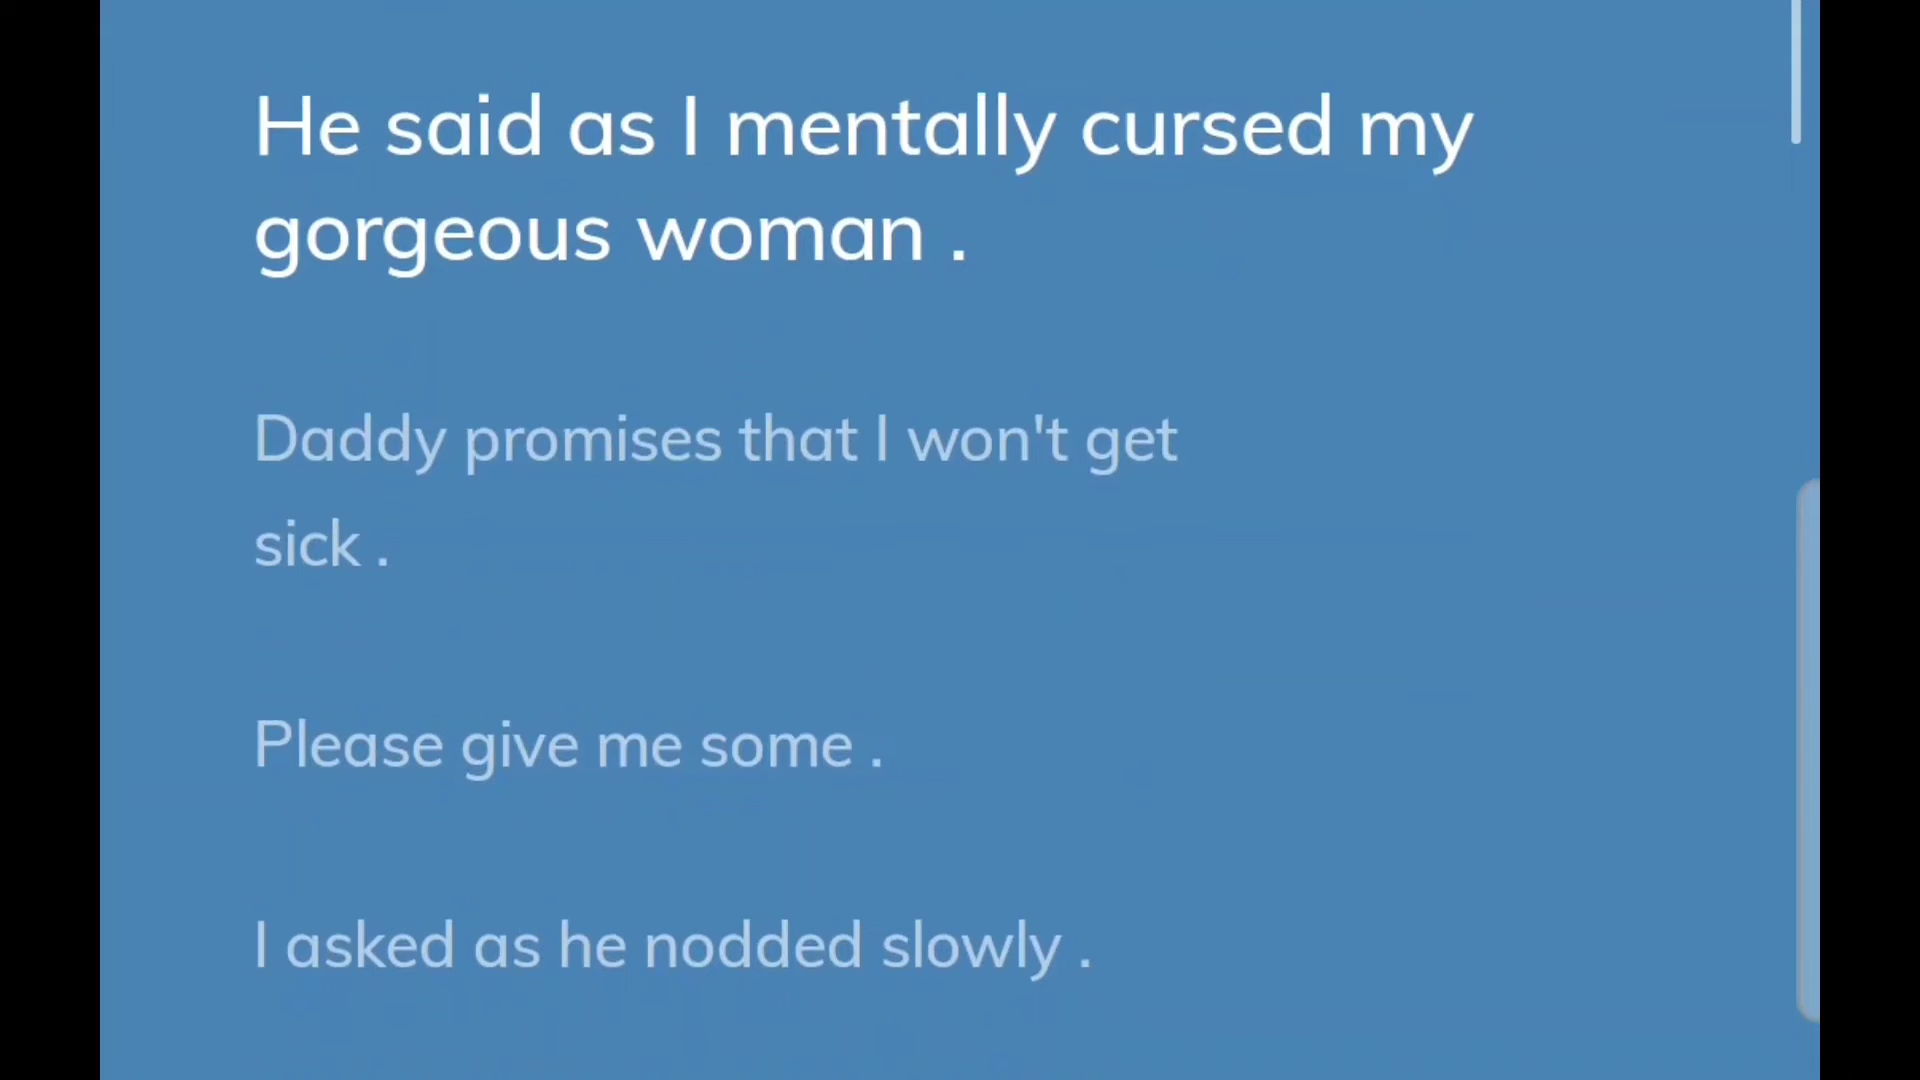 He said as I mentally cursed my
gorgeous woman .
Daddy promises that I won't get
sick .
Please give me some .
I asked as he nodded slowly .